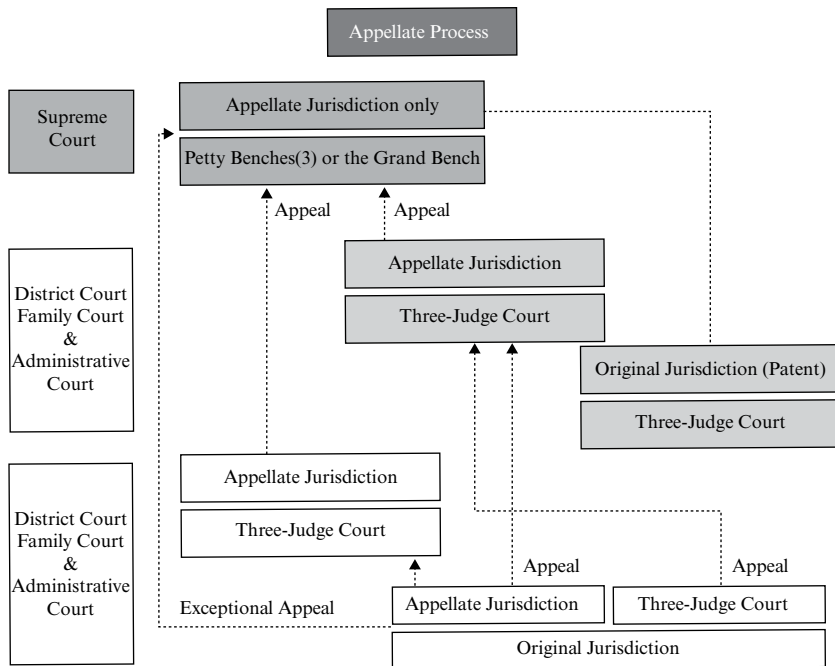 Appellate Process
Supreme
Court
Appellate Jurisdiction only
Petty Benches(3) or the Grand Bench
Appeal
Appeal
District Court
Family Court
&
Administrative
Court
Appellate Jurisdiction
Three-Judge Court
Original Jurisdiction (Patent)
Three-Judge Court
District Court
Family Court
&
Administrative
Court
Appellate Jurisdiction
Three-Judge Court
Appeal
Appeal
Exceptional Appeal
Appellate Jurisdiction
Three-Judge Court
Original Jurisdiction